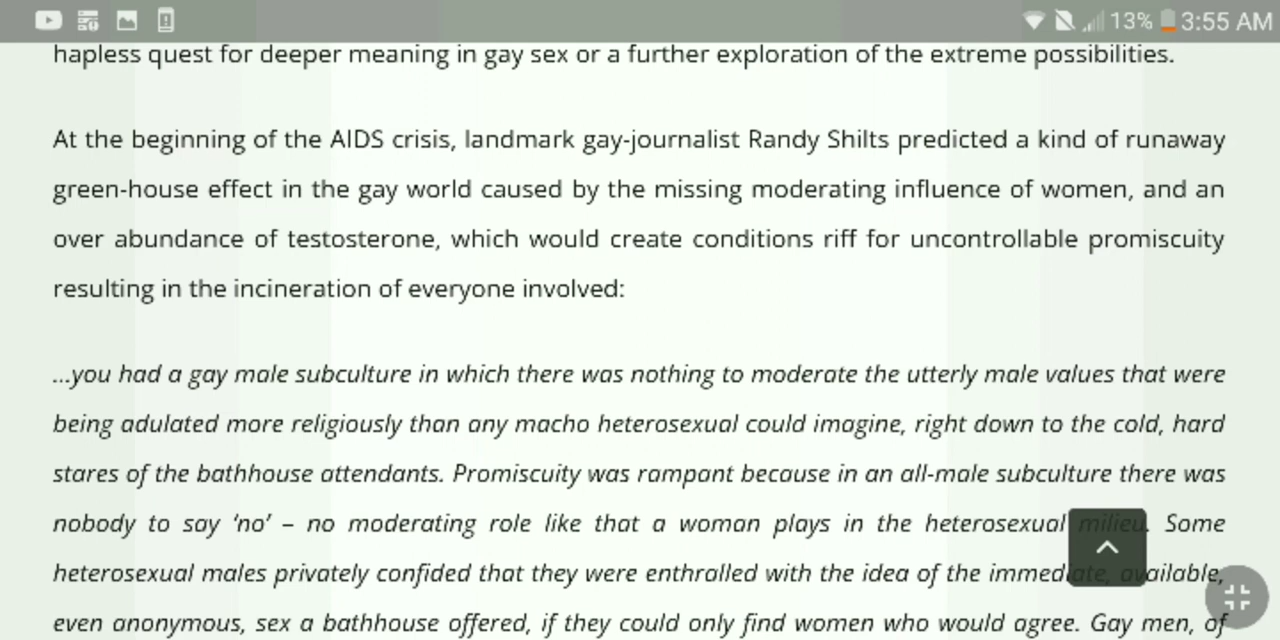 13% 3:55 AM
hapless quest for deeper meaning in gay sex or a further exploration of the extreme possibilities.
At the beginning of the AIDS crisis, landmark gay-journalist Randy Shilts predicted a kind of runaway
green-house effect in the gay world caused by the missing moderating influence of women, and an
over abundance of testosterone, which would create conditions riff for uncontrollable promiscuity
resulting in the incineration of everyone involved:
...you had a gay male subculture in which there was nothing to moderate the utterly male values that were
being adulated more religiously than any macho heterosexual could imagine, right down to the cold, hard
stares of the bathhouse attendants. Promiscuity was rampant because in an all-male subculture there was
nobody to say ‘no’ – no moderating role like that a woman plays in the heterosexual milieu. Some
heterosexual males privately confided that they were enthralled with the idea of the immediate, available,
even anonymous, sex a bathhouse offered, if they could only find women who would agree. Gay men, of